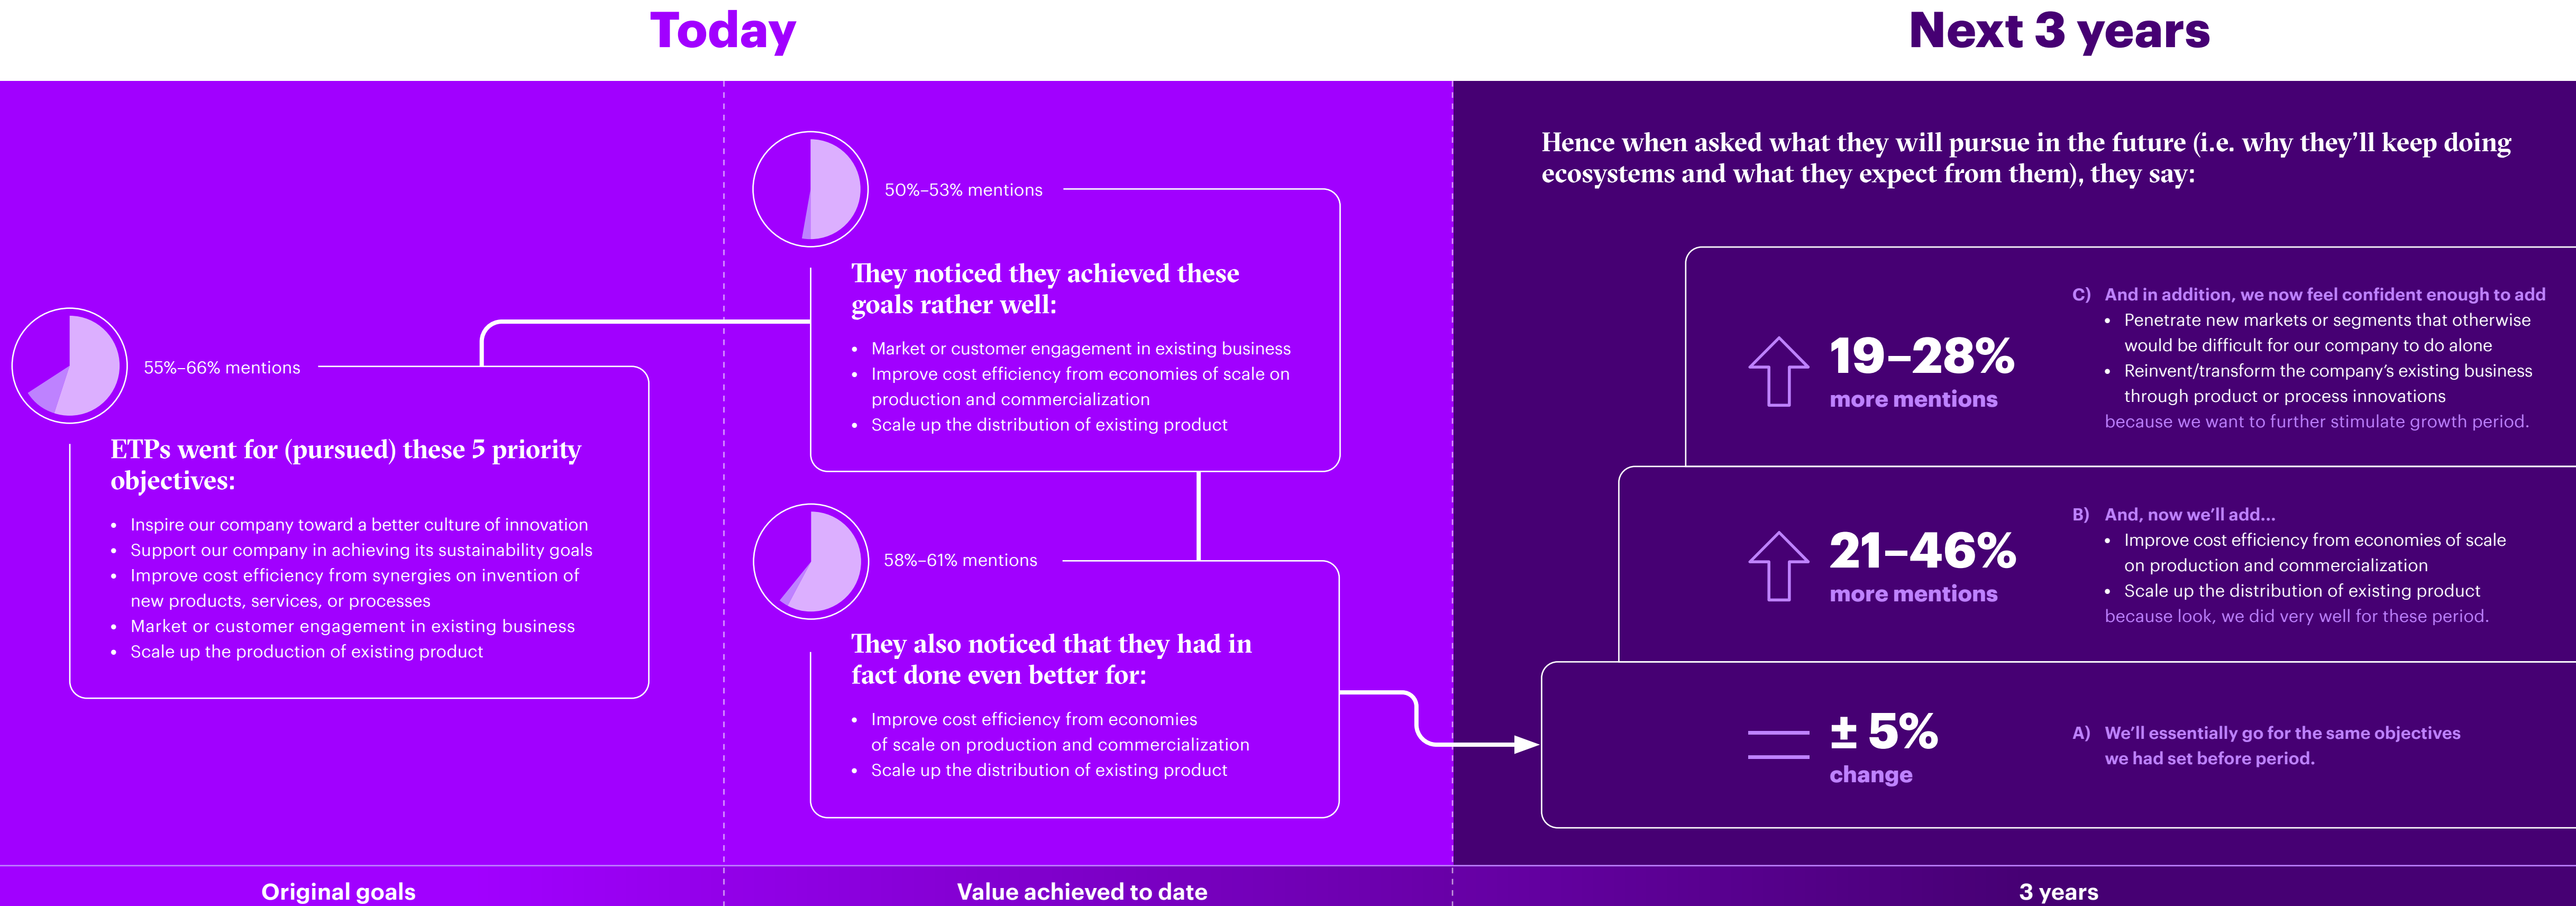 Today
Next 3 years
55%–66% mentions
ETPs went for (pursued) these 5 priority
objectives:
• Inspire our company toward a better culture of innovation
• Support our company in achieving its sustainability goals
• Improve cost efficiency from synergies on invention of
new products, services, or processes
• Market or customer engagement in existing business
• Scale up the production of existing product
50%–53% mentions
They noticed they achieved these
goals rather well:
• Market or customer engagement in existing business
• Improve cost efficiency from economies of scale on
production and commercialization
• Scale up the distribution of existing product
58%–61% mentions
They also noticed that they had in
fact done even better for:
• Improve cost efficiency from economies
of scale on production and commercialization
• Scale up the distribution of existing product
Hence when asked what they will pursue in the future (i.e. why they’ll keep doing
ecosystems and what they expect from them), they say:
19–28%
more mentions
C) And in addition, we now feel confident enough to add
• Penetrate new markets or segments that otherwise
would be difficult for our company to do alone
• Reinvent/transform the company’s existing business
through product or process innovations
because we want to further stimulate growth period.
21–46%
more mentions
B) And, now we’ll add...
• Improve cost efficiency from economies of scale
on production and commercialization
• Scale up the distribution of existing product
because look, we did very well for these period.
± 5%
change
A) We’ll essentially go for the same objectives
we had set before period.
Original goals
Value achieved to date
3 years